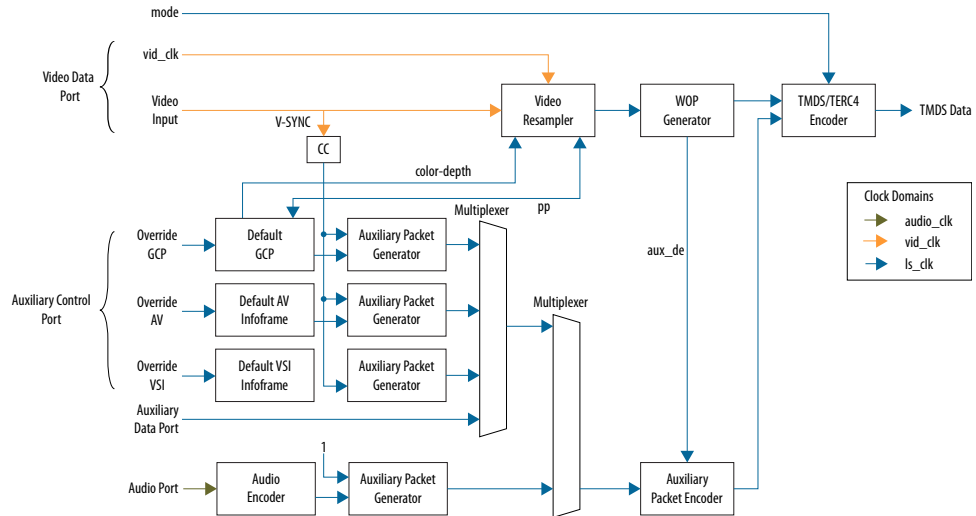 mode
vid_clk
Video Data
Port
Video
Input
V-SYNC
CC
Video
Resampler
WOP
Generator
TMDS/TERC4
Encoder
TMDS Data
color-depth
pp
Multiplexer
Clock Domains
audio_clk
vid_clk
ls_clk
Override
GCP
Default
GCP
Auxiliary Packet
Generator
aux_de
Auxiliary Control
Port
Override
AV
Default AV
Infoframe
Auxiliary Packet
Generator
Multiplexer
Override
VSI
Default VSI
Infoframe
Auxiliary Packet
Generator
Auxiliary
Data Port
1
Audio Port
Audio
Encoder
Auxiliary Packet
Generator
Auxiliary
Packet Encoder